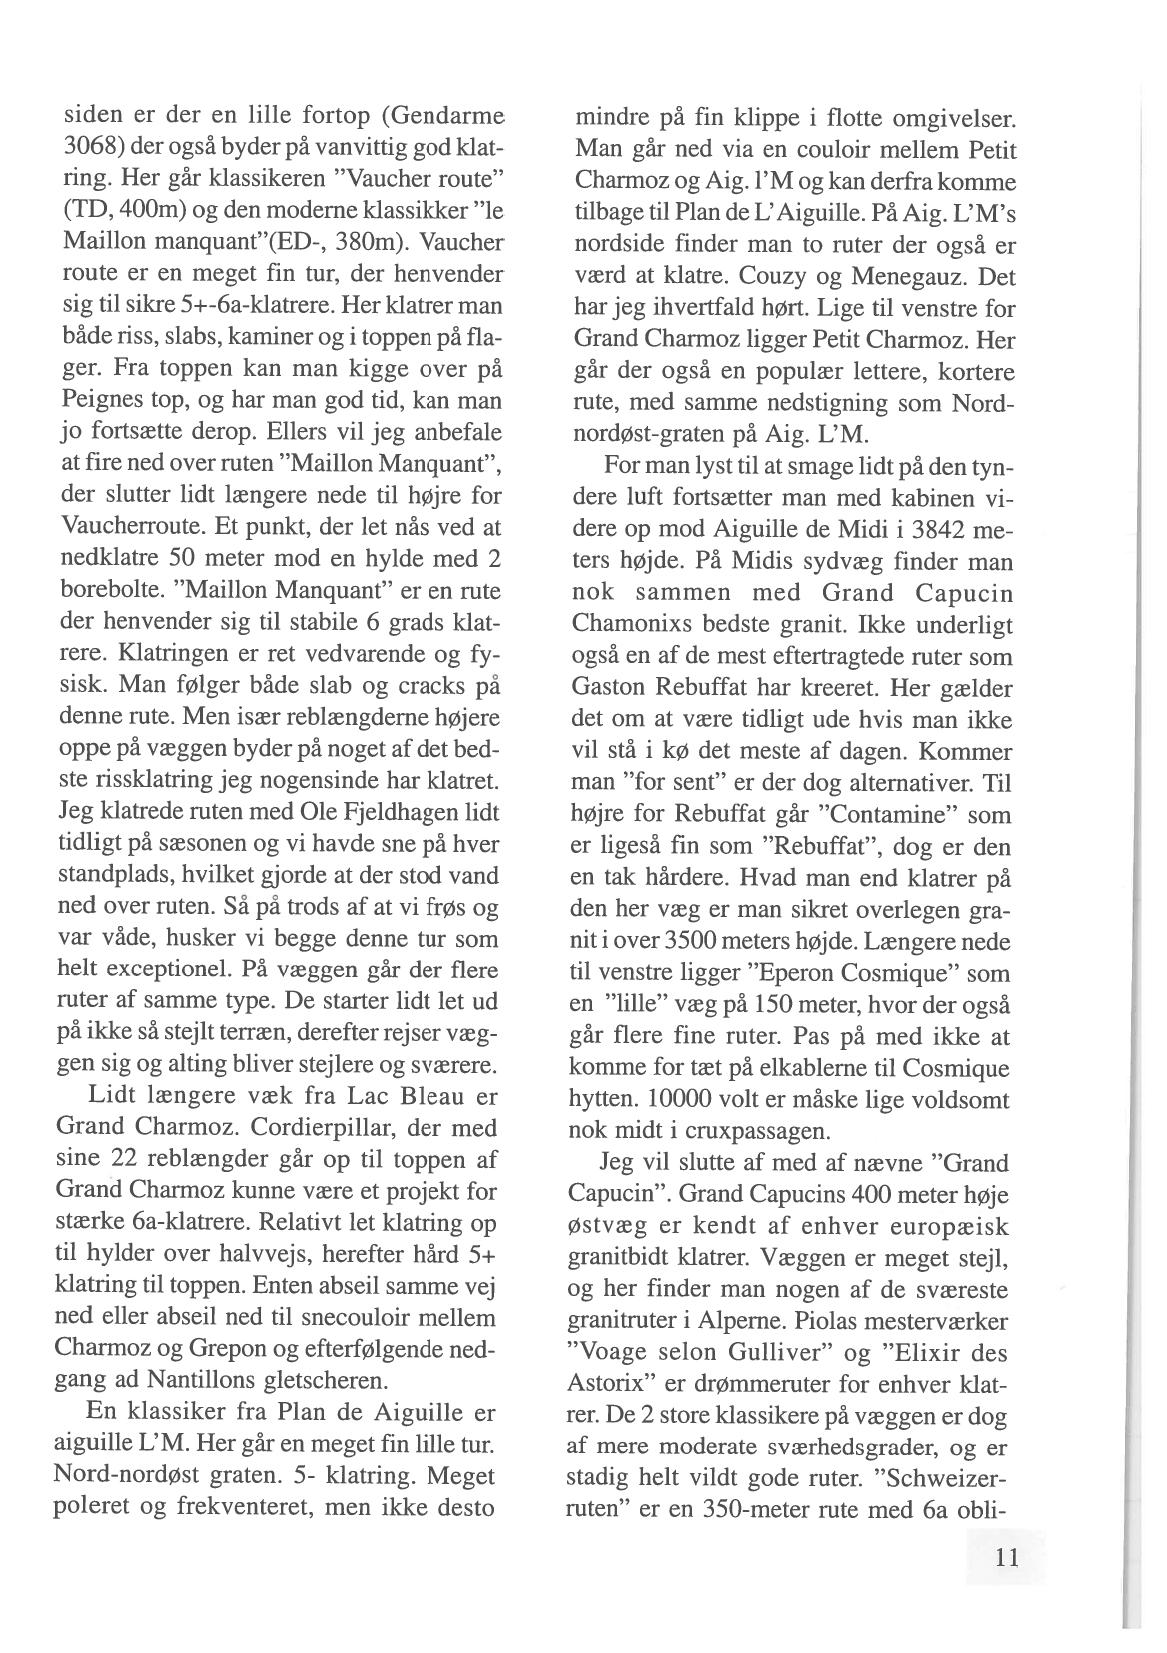 siden er der en lille fortop (Gendarme
3068) der også byder på vanvittig god klat-
ring. Her går klassikeren ”Vaucher route”
(TD, 400m) og den moderne klassikker ”le
Maillon manquant”(ED-, 380m). Vaucher
route er en meget fin tur, der henvender
sig til sikre 5+-6a-klatrere. Her klatrer man
både riss, slabs, kaminer og i toppen på fla-
ger. Fra toppen kan man kigge over på
Peignes top, og har man god tid, kan man
jo fortsætte derop. Ellers vil jeg anbefale
at fire ned over ruten ”Maillon Manquant”,
der slutter lidt længere nede til højre for
Vaucherroute. Et punkt, der let nås ved at
nedklatre 50 meter mod en hylde med 2
borebolte. ”Maillon Manquant” er en rute
der henvender sig til stabile 6 grads klat-
rere. Klatringen er ret vedvarende og fy-
sisk. Man følger både slab og cracks på
denne rute. Men især reblængderne højere
oppe på væggen byder på noget af det bed-
ste rissklatring jeg nogensinde har klatret.
Jeg klatrede ruten med Ole Fjeldhagen lidt
tidligt på sæsonen og vi havde sne på hver
standplads, hvilket gjorde at der stod vand
ned over ruten. Så på trods af at vi frøs og
var våde, husker vi begge denne tur som
helt exceptionel. På væggen går der flere
ruter af samme type. De starter lidt let ud
på ikke så stejlt terræn, derefter rejser væg-
gen sig og alting bliver stejlere og sværere.
Lidt længere væk fra Lac Bleau er
Grand Charmoz. Cordierpillar, der med
sine 22 reblængder går op til toppen af
Grand Charmoz kunne være et projekt for
stærke 6a-klatrere. Relativt let klatring op
til hylder over halvvejs, herefter hård 5+
klatring til toppen. Enten abseil samme vej
ned eller abseil ned til snecouloir mellem
Charmoz og Grepon og efterfølgende ned-
gang ad Nantillons gletscheren.
En klassiker fra Plan de Aiguille er
aiguille L’M. Her går en meget fin lille tur.
Nord-nordøst graten. 5- klatring. Meget
poleret og frekventeret, men ikke desto
mindre på fin klippe i flotte omgivelser.
Man går ned via en couloir mellem Petit
Charmoz og Aig. l’M og kan derfra komme
tilbage til Plan de L’Aiguille. På Aig. L’M’s
nordside finder man to ruter der også er
værd at klatre. Couzy og Menegauz. Det
har jeg ihvertfald hørt. Lige til venstre for
Grand Charmoz ligger Petit Charmoz. Her
går der også en populær lettere, kortere
rute, med samme nedstigning som Nord-
nordøst-graten på Aig. L’M.
For man lyst til at smage lidt på den tyn-
dere luft fortsætter man med kabinen vi-
dere op mod Aiguille de Midi i 3842 me-
ters højde. På Midis sydvæg finder man
nok sammen med Grand Capucin
Chamonixs bedste granit. Ikke underligt
også en af de mest eftertragtede ruter som
Gaston Rebuffat har kreeret. Her gælder
det om at være tidligt ude hvis man ikke
vil stå i kø det meste af dagen. Kommer
man ”for sent” er der dog alternativer. Til
højre for Rebuffat går ”Contamine” som
er ligeså fin som ”Rebuffat”, dog er den
en tak hårdere. Hvad man end klatrer på
den her væg er man sikret overlegen gra-
nit i over 3500 meters højde. Længere nede
til venstre ligger ”Eperon Cosmique” som
en ”lille” væg på 150 meter, hvor der også
går flere fine ruter. Pas på med ikke at
komme for tæt på elkablerne til Cosmique
hytten. 10000 volt er måske lige voldsomt
nok midt i cruxpassagen.
Jeg vil slutte af med af nævne ”Grand
Capucin”. Grand Capucins 400 meter høje
østvæg er kendt af enhver europæisk
granitbidt klatrer. Væggen er meget stejl,
og her finder man nogen af de sværeste
granitruter i Alperne. Piolas mesterværker
”Voage selon Gulliver” og ”Elixir des
Astorix” er drømmeruter for enhver klat-
rer. De 2 store klassikere på væggen er dog
af mere moderate sværhedsgrader, og er
stadig helt vildt gode ruter. ”Schweizer-
ruten” er en 350-meter rute med 6a obli-
11